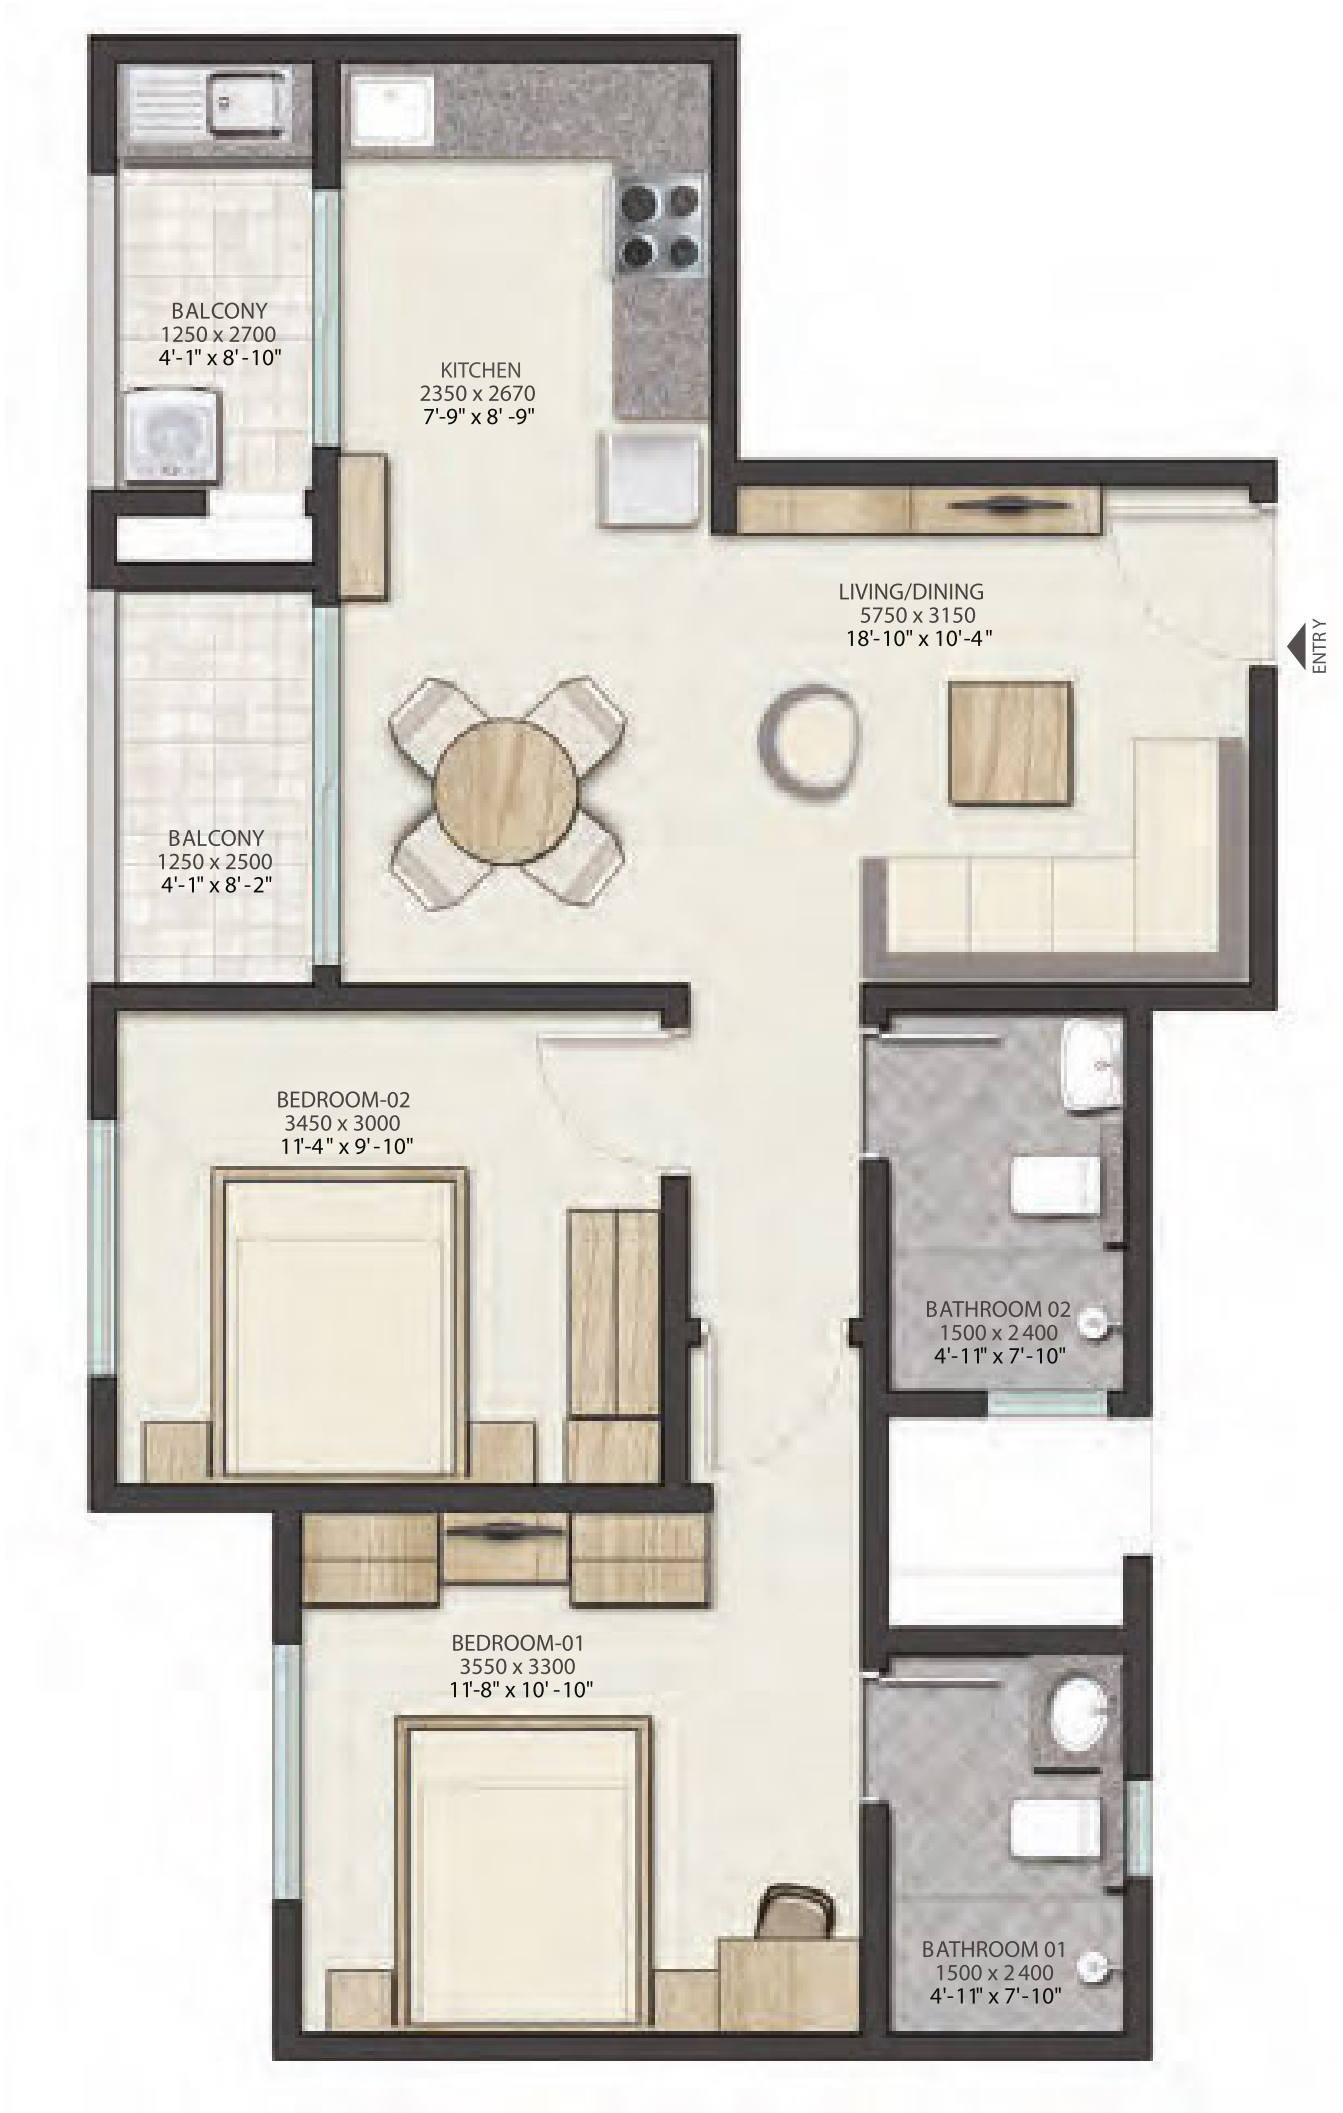 BALCONY
1250 x 2700
4'-1" x 8'-10"
KITCHEN
2350 x 2670
7'-9" x 8' -9"
LIVING/DINING
5750 x 3150
18'-10" x 10'-4"
ENTRY
BALCONY
1250 x 2500
4'-1" x 8'-2"
BEDROOM-02
3450 x 3000
11'-4" x 9'-10"
BATHROOM 02
1500 x 2400
4'-11" x 7'-10"
BEDROOM-01
3550 x 3300
11'-8" x 10' -10"
BATHROOM 01
1500 x 2400
4'-11" x 7'-10"